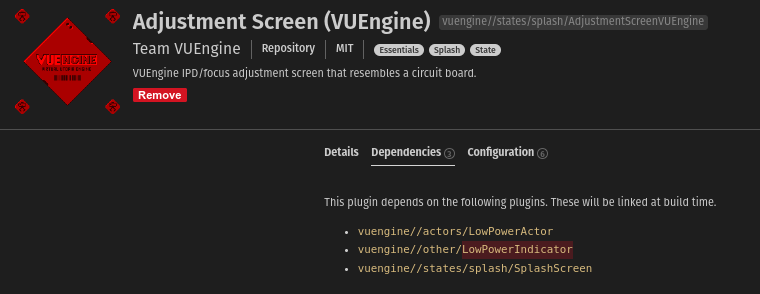 Adjustment Screen (VUEngine) vuengine//states/splash/AdjustmentScreenVUEngine
Team VUEngine Repository MIT Essentials Splash State
VUEngine IPD/focus adjustment screen that resembles a circuit board.
VUENGINE
Remove
Details Dependencies 3 Configuration 6
This plugin depends on the following plugins. These will be linked at build time.
• vuengine//actors/LowPowerActor
• vuengine//other/LowPowerIndicator
• vuengine//states/splash/SplashScreen